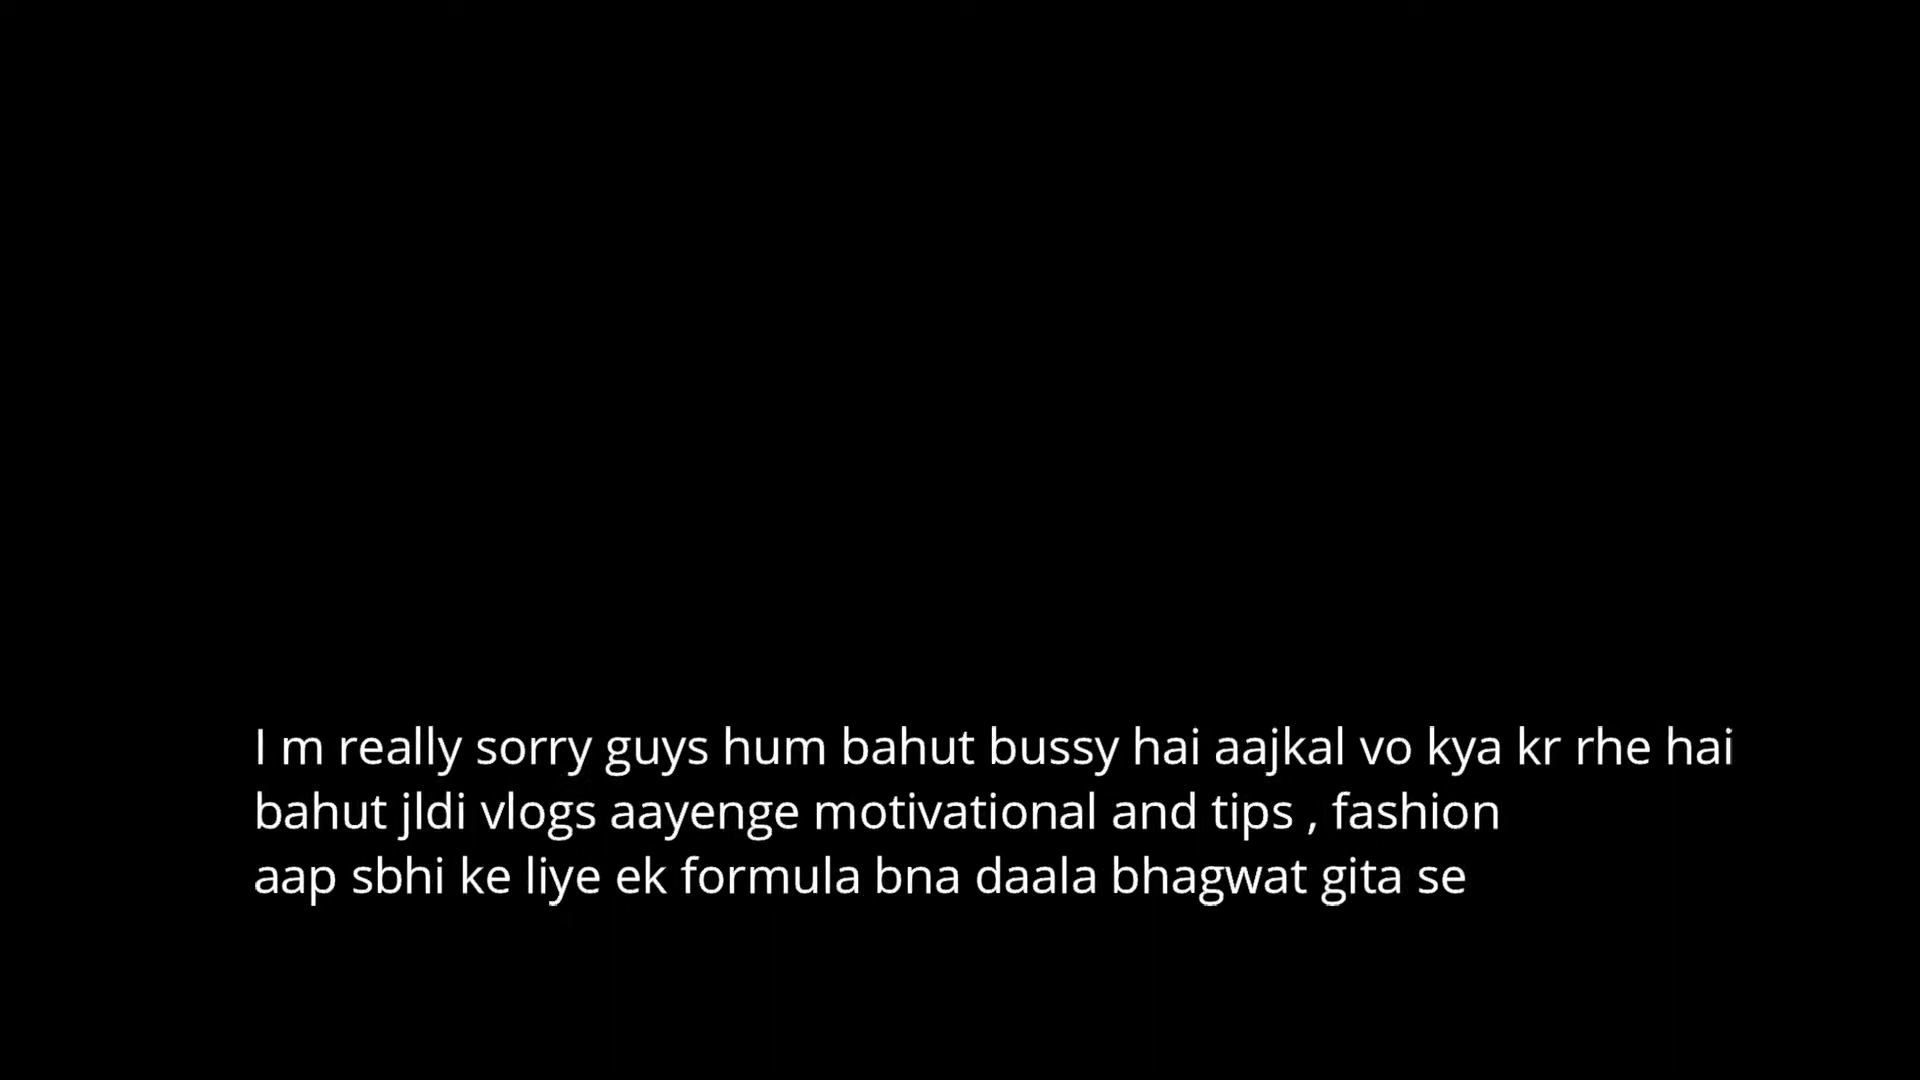 I m really sorry guys hum bahut bussy hai aajkal vo kya kr rhe hai
bahut jldi vlogs aayenge motivational and tips , fashion
aap sbhi ke liye ek formula bna daala bhagwat gita se